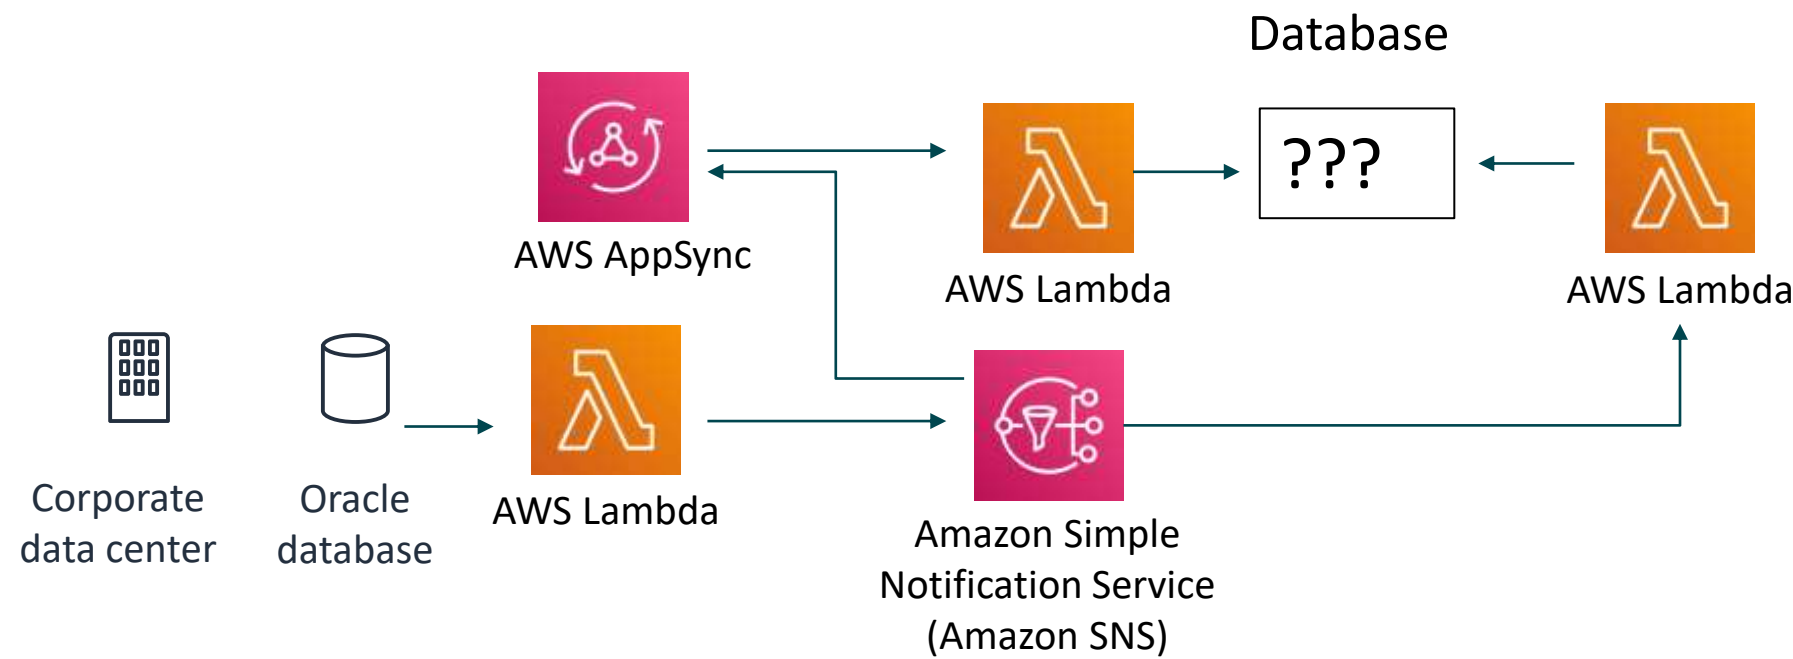 Database
???
AWS AppSync
AWS Lambda
AWS Lambda
Corporate
data center
Oracle
database
AWS Lambda
Amazon Simple
Notification Service
(Amazon SNS)